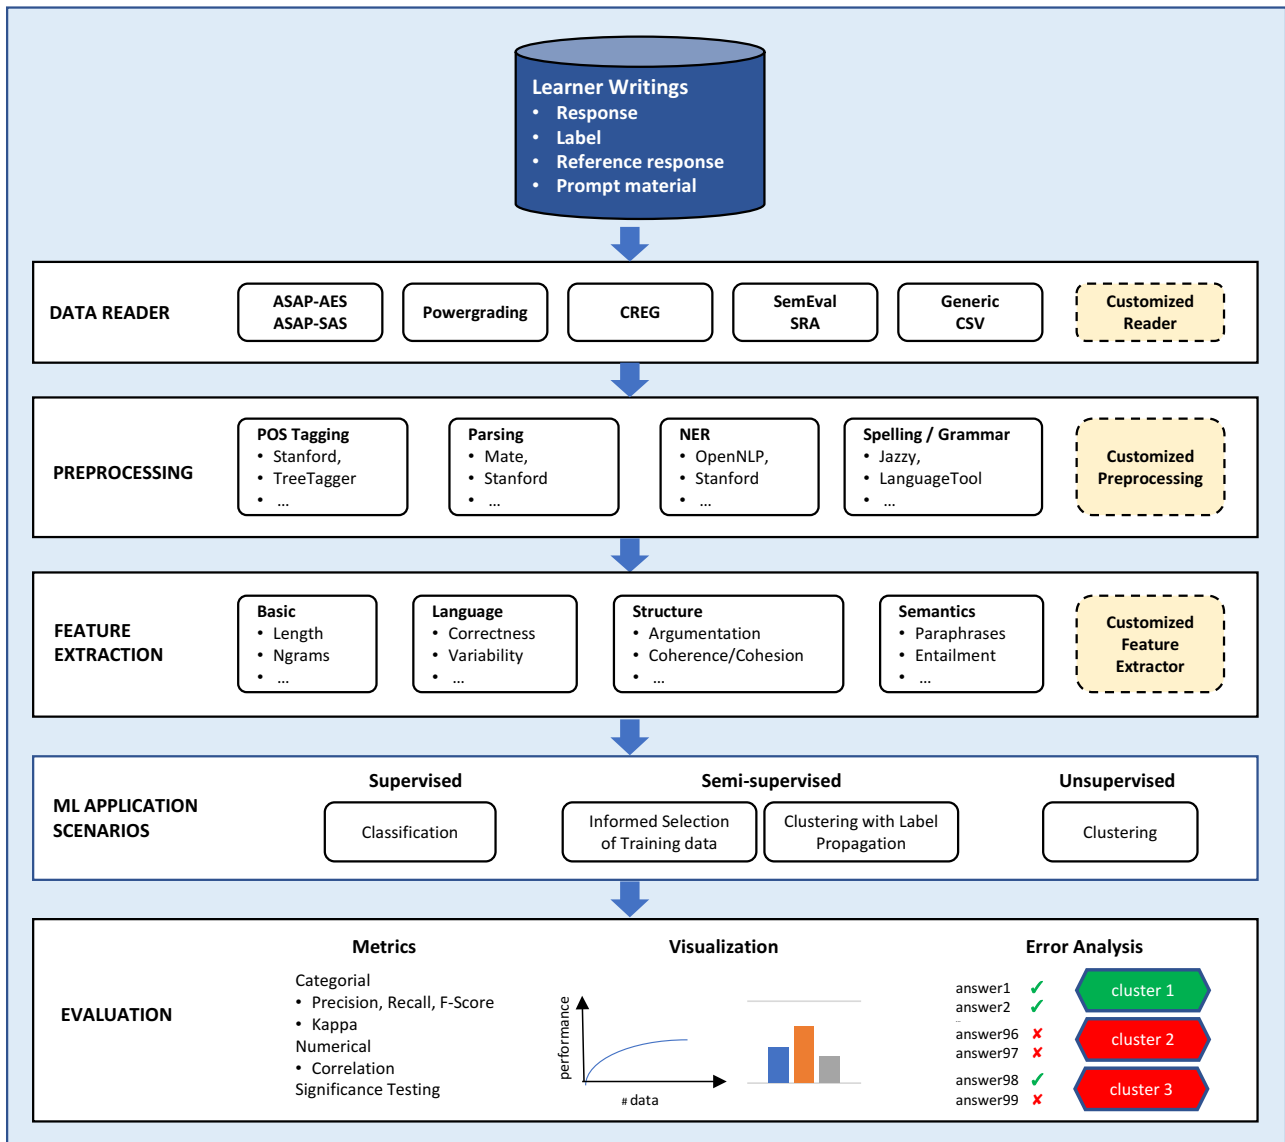 Learner Writings
• Response
• Label
• Reference response
• Prompt material
DATA READER
ASAP-AES
ASAP-SAS
Powergrading
CREG
SemEval
SRA
Generic
CSV
Customized
Reader
PREPROCESSING
POS Tagging
• Stanford,
• TreeTagger
• ...
Parsing
• Mate,
• Stanford
• ...
NER
• OpenNLP,
• Stanford
• ...
Spelling / Grammar
• Jazzy,
• LanguageTool
• ...
Customized
Preprocessing
FEATURE
EXTRACTION
Basic
• Length
• Ngrams
• ...
Language
• Correctness
• Variability
• ...
Structure
• Argumentation
• Coherence/Cohesion
• ...
Semantics
• Paraphrases
• Entailment
• ...
Customized
Feature
Extractor
ML APPLICATION
SCENARIOS
Supervised
Classification
Semi-supervised
Informed Selection
of Training data
Clustering with Label
Propagation
Unsupervised
Clustering
EVALUATION
Metrics
Categorial
• Precision, Recall, F-Score
• Kappa
Numerical
• Correlation
Significance Testing
Visualization
performance
# data
Error Analysis
answer1 ✓
answer2 ✓
...
answer96 ✘
answer97 ✘
answer98 ✓
answer99 ✘
cluster 1
cluster 2
cluster 3